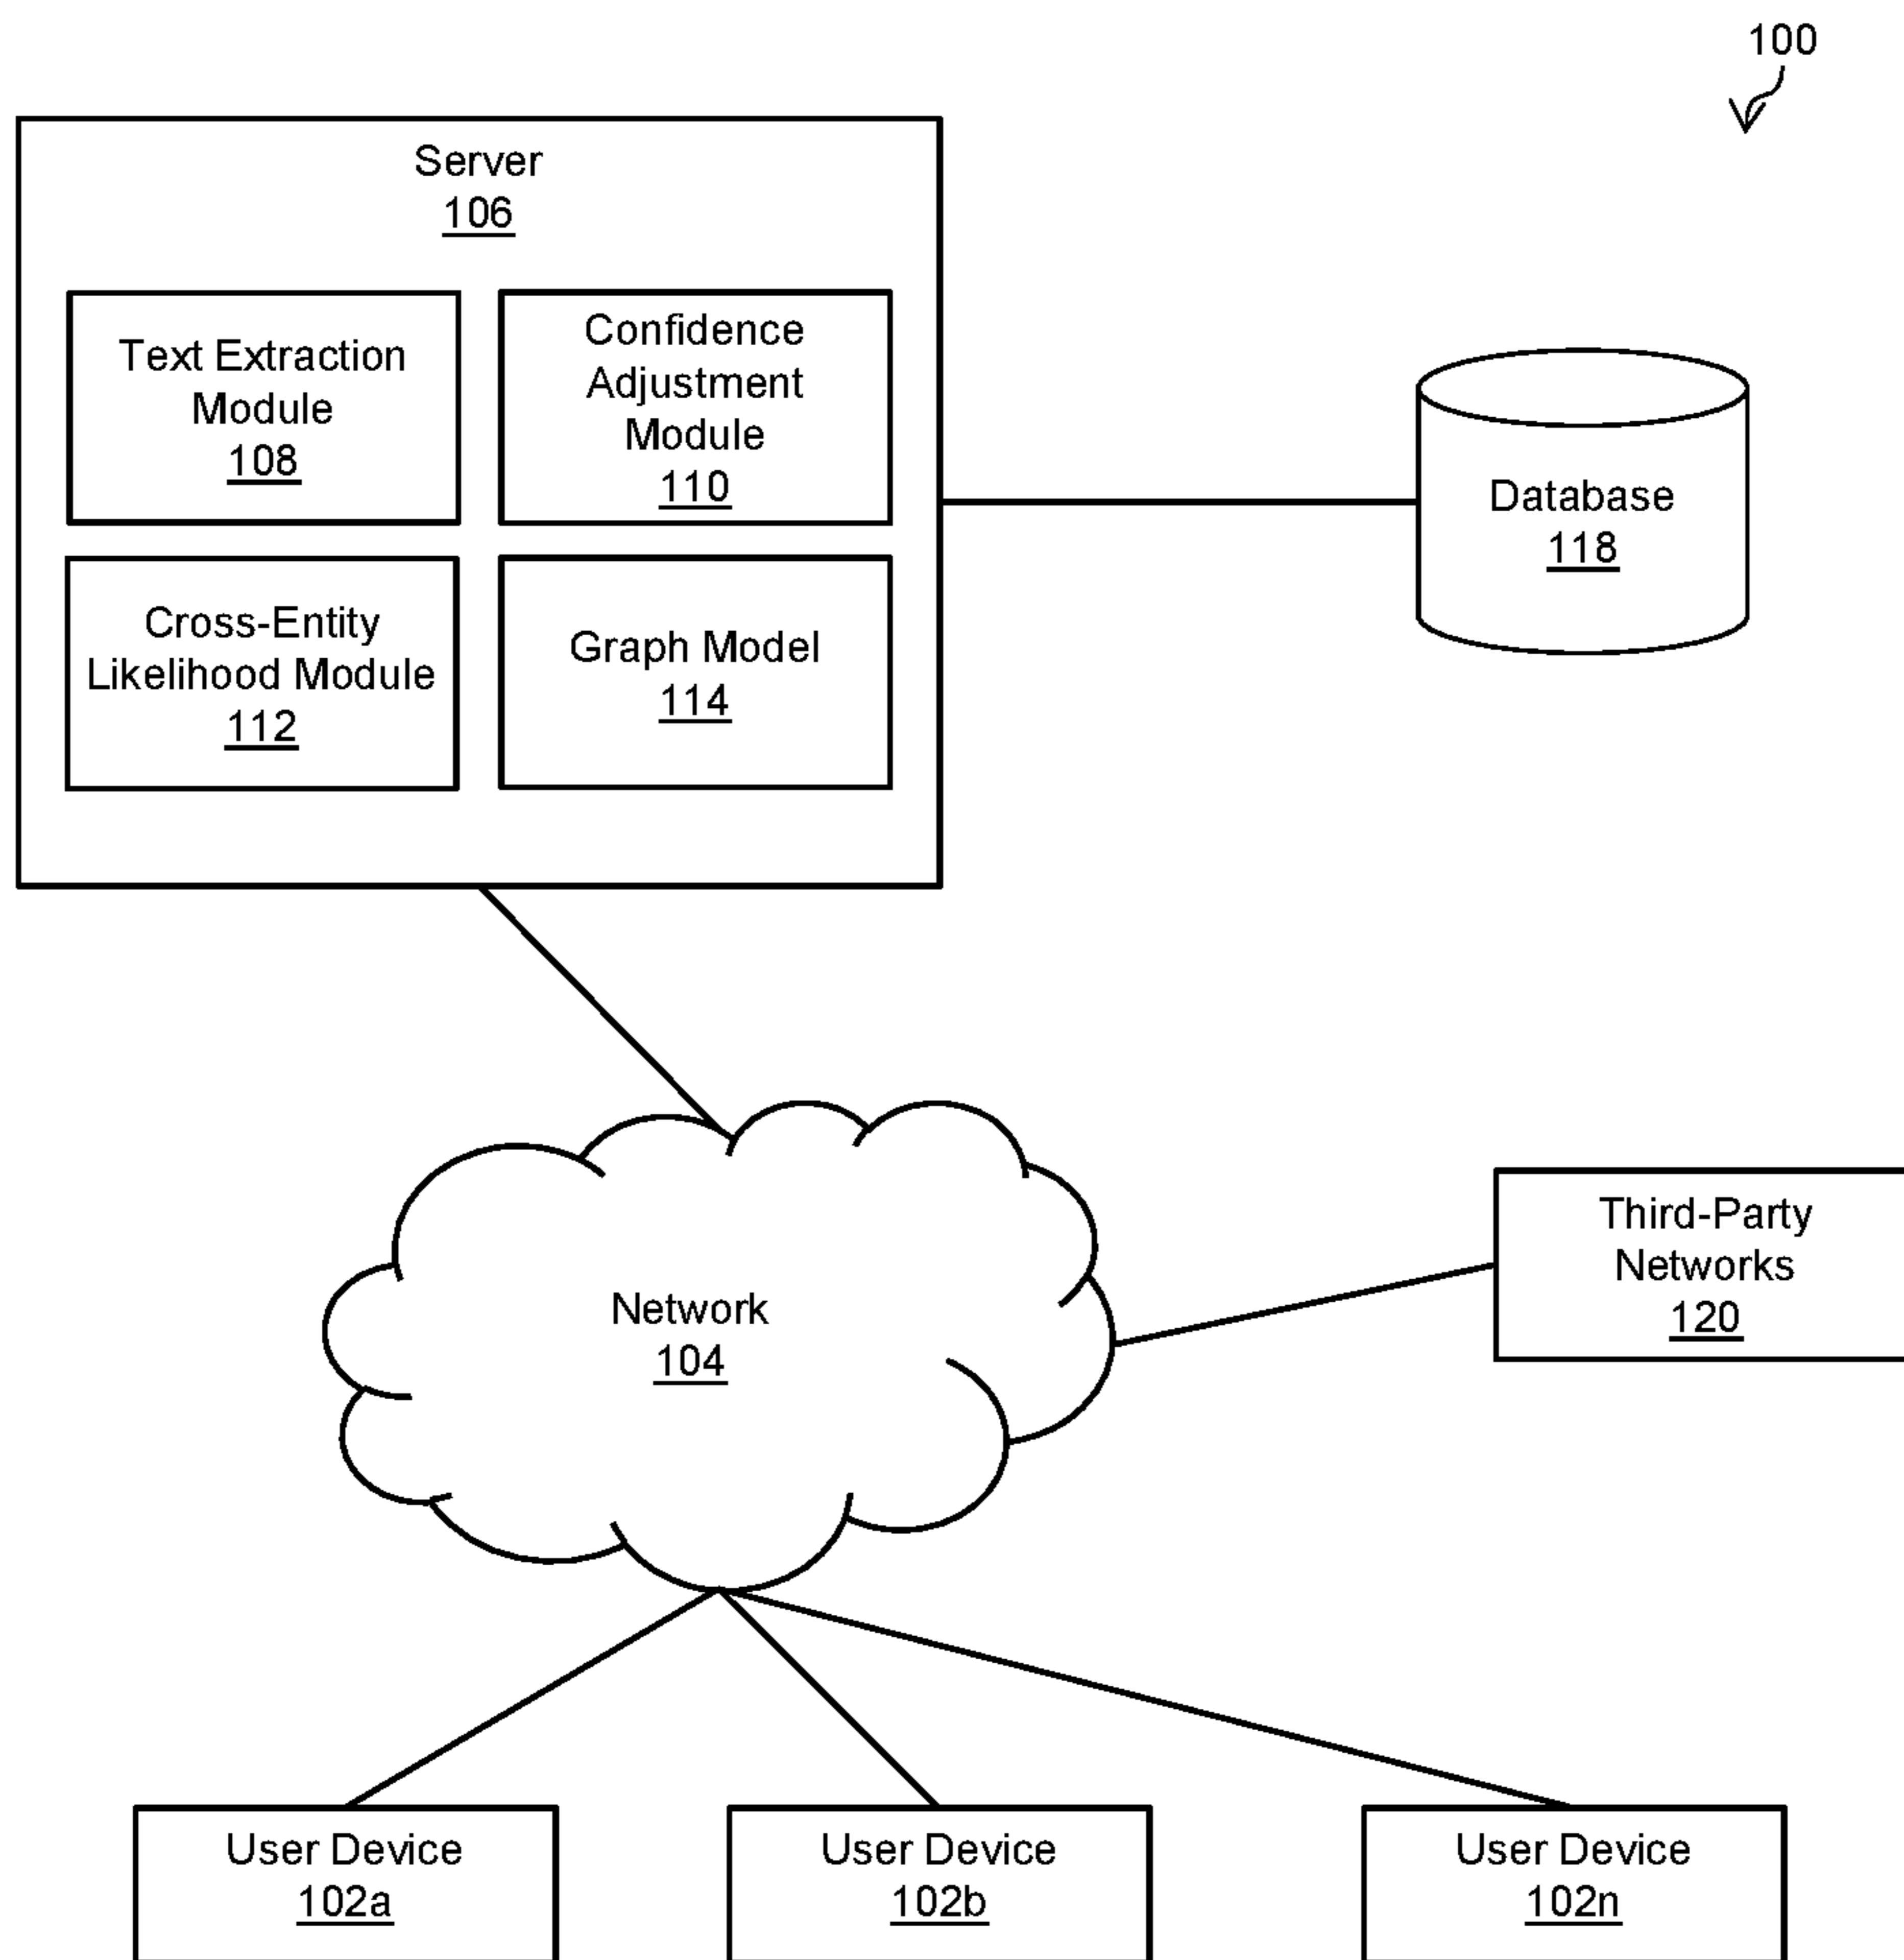 100
Server
106
Text Extraction
Module
108
Confidence
Adjustment
Module
110
Cross-Entity
Likelihood Module
112
Graph Model
114
Database
118
Network
104
Third-Party
Networks
120
User Device
102a
User Device
102b
User Device
102n